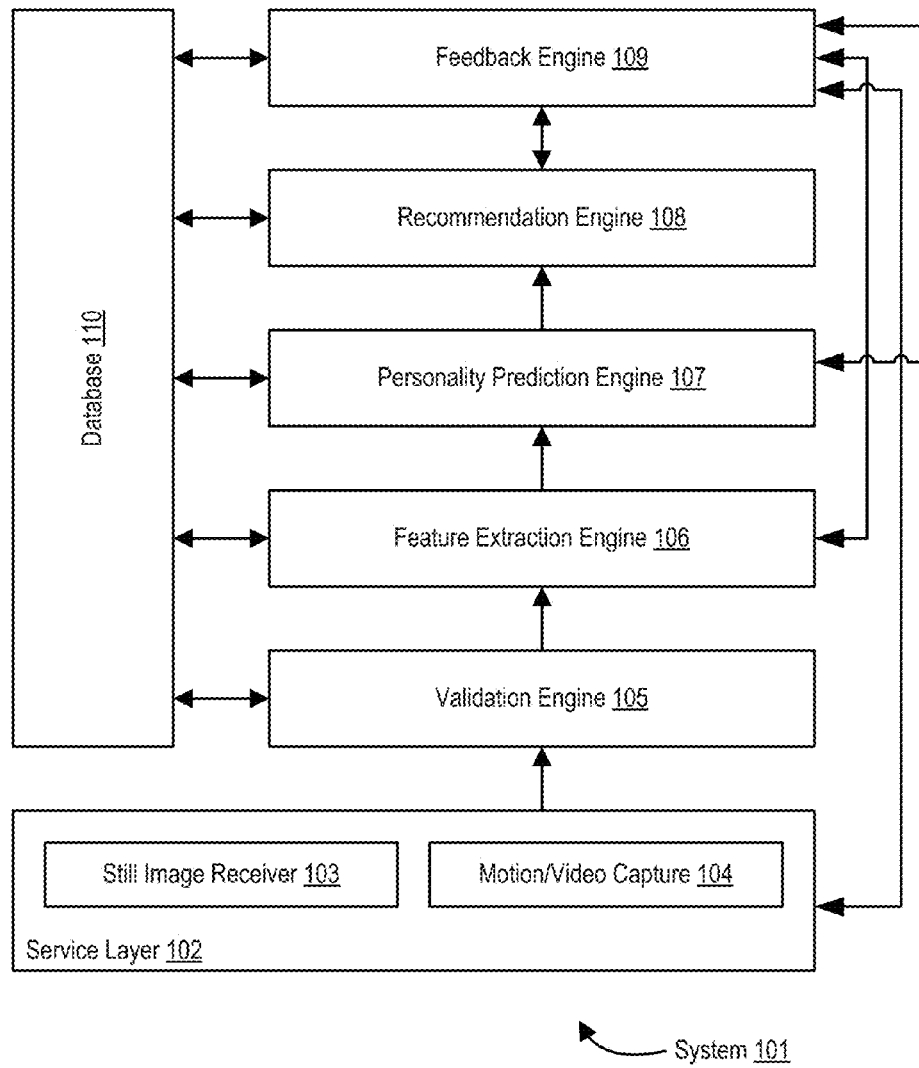 Feedback Engine 109
Recommendation Engine 108
Database 110
Personality Prediction Engine 107
Feature Extraction Engine 106
Validation Engine 105
Still Image Receiver 103
Motion/Video Capture 104
Service Layer 102
System 101